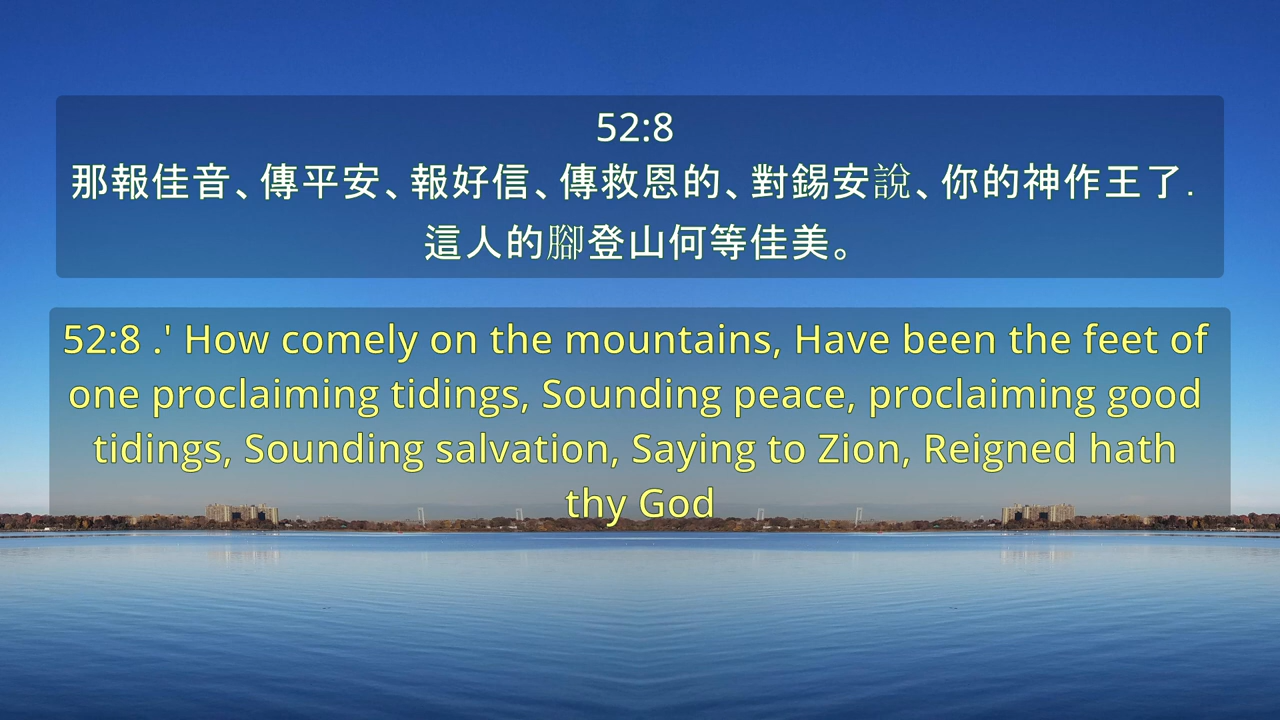 52:8
那報佳音、傳平安、報好信、傳救恩的、對錫安說、你的神作王了.
這人的腳登山何等佳美。
52:8 .' How comely on the mountains, Have been the feet of
one proclaiming tidings, Sounding peace, proclaiming good
tidings, Sounding salvation, Saying to Zion, Reigned hath
thy God